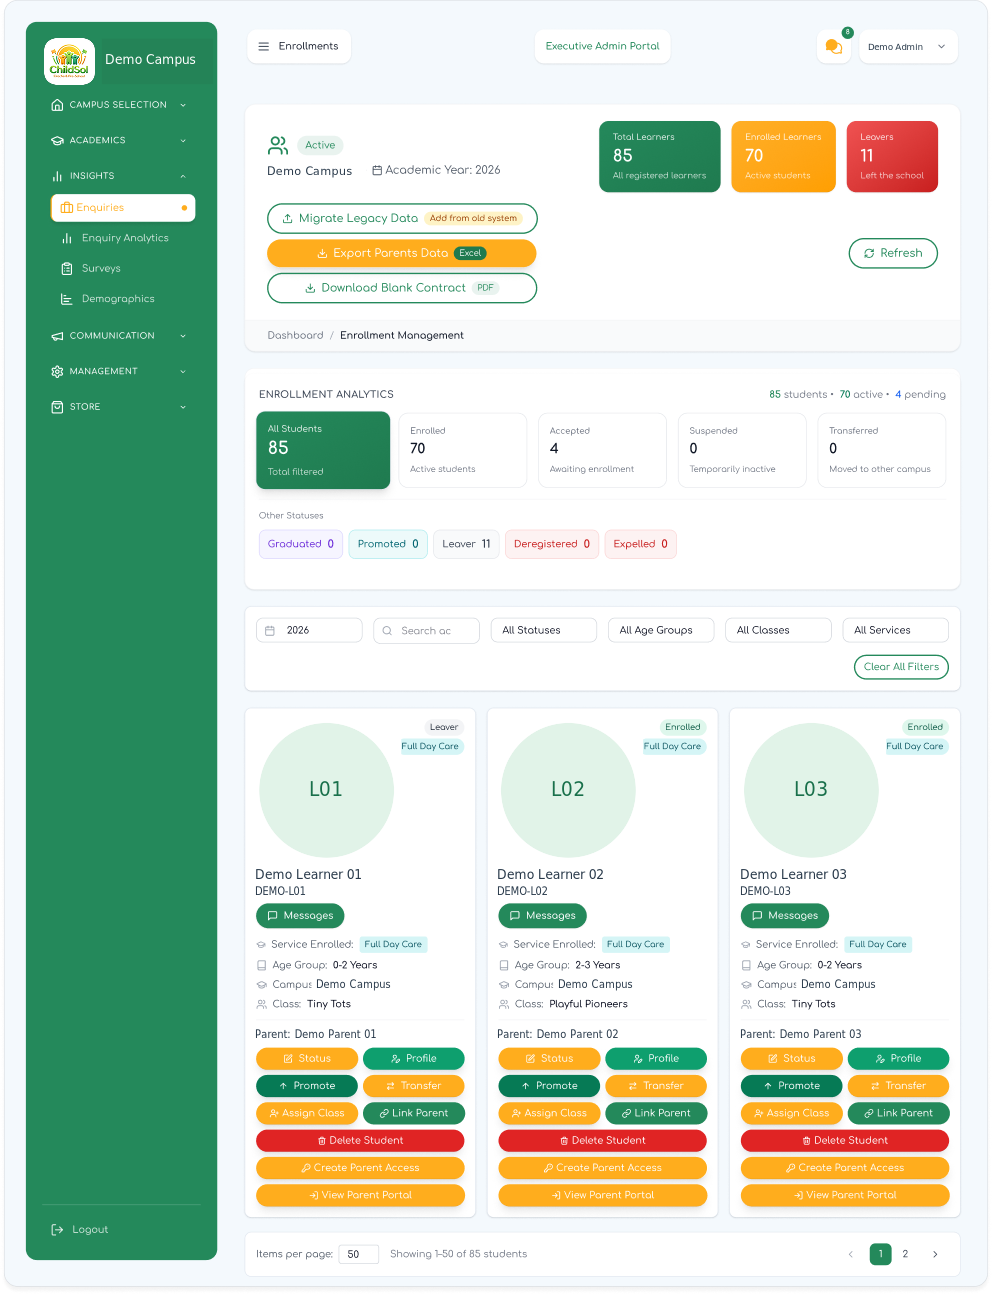 ChildSol
Demo Campus
CAMPUS SELECTION
ACADEMICS
INSIGHTS
Enquiries
Enquiry Analytics
Surveys
Demographics
COMMUNICATION
MANAGEMENT
STORE
Logout
Enrollments
Executive Admin Portal
8
Demo Admin
Active
Demo Campus
Academic Year: 2026
Total Learners
85
All registered learners
Enrolled Learners
70
Active students
Leavers
11
Left the school
Migrate Legacy Data Add from old system
Export Parents Data Excel
Download Blank Contract PDF
Refresh
Dashboard / Enrollment Management
ENROLLMENT ANALYTICS
85 students • 70 active • 4 pending
All Students
85
Total filtered
Enrolled
70
Active students
Accepted
4
Awaiting enrollment
Suspended
0
Temporarily inactive
Transferred
0
Moved to other campus
Other Statuses
Graduated 0
Promoted 0
Leaver 11
Deregistered 0
Expelled 0
2026
Search ac
All Statuses
All Age Groups
All Classes
All Services
Clear All Filters
Leaver
Full Day Care
L01
Demo Learner 01
DEMO-L01
Messages
Service Enrolled: Full Day Care
Age Group: 0-2 Years
Campus Demo Campus
Class: Tiny Tots
Parent: Demo Parent 01
Status
Profile
Promote
Transfer
Assign Class
Link Parent
Delete Student
Create Parent Access
View Parent Portal
Enrolled
Full Day Care
L02
Demo Learner 02
DEMO-L02
Messages
Service Enrolled: Full Day Care
Age Group: 2-3 Years
Campus Demo Campus
Class: Playful Pioneers
Parent: Demo Parent 02
Status
Profile
Promote
Transfer
Assign Class
Link Parent
Delete Student
Create Parent Access
View Parent Portal
Enrolled
Full Day Care
L03
Demo Learner 03
DEMO-L03
Messages
Service Enrolled: Full Day Care
Age Group: 0-2 Years
Campus Demo Campus
Class: Tiny Tots
Parent: Demo Parent 03
Status
Profile
Promote
Transfer
Assign Class
Link Parent
Delete Student
Create Parent Access
View Parent Portal
Items per page: 50
Showing 1–50 of 85 students
1
2